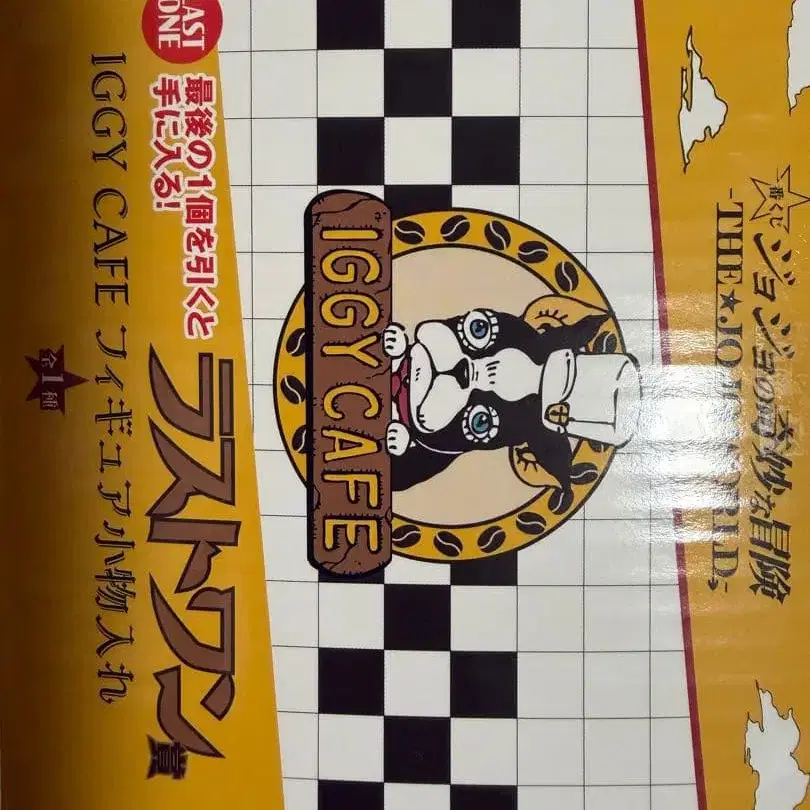 一番くじ
ジョジョの奇妙な冒険
-THE★JOJO WORLD-
IGGY CAFE
LAST
ONE
最後の1個を引くと
手に入る!
ラストワン賞
IGGY CAFE フィギュア小物入れ
全1種